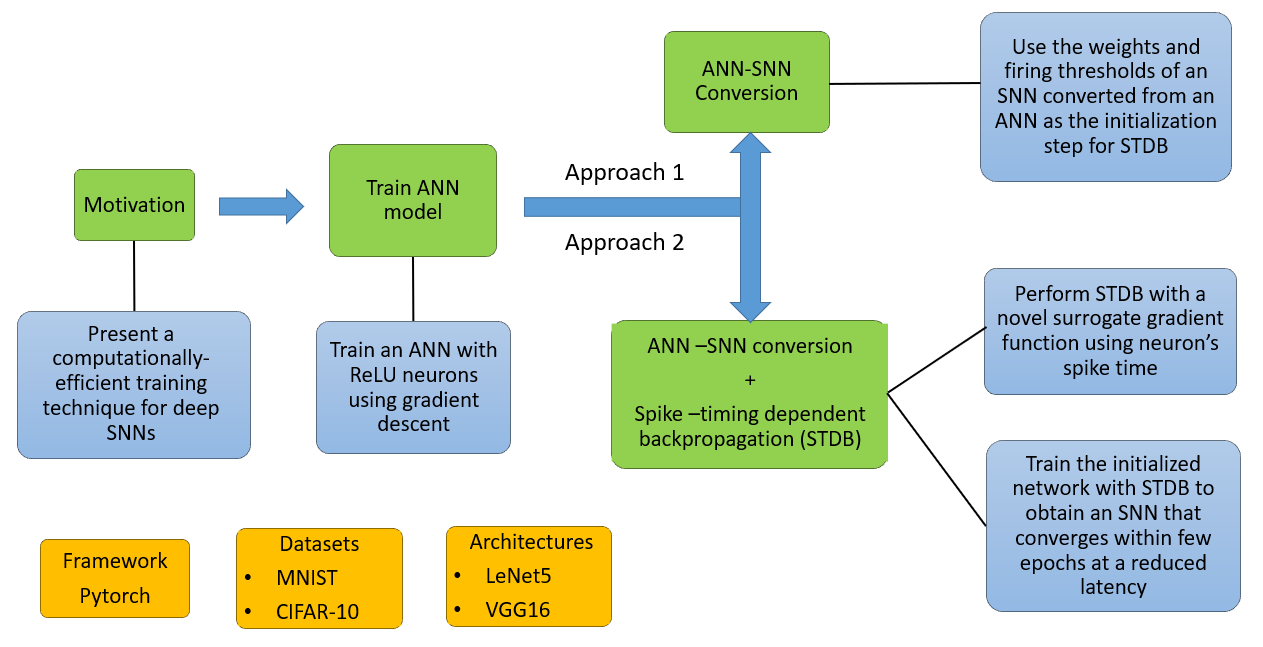 Motivation
Present a
computationally-
efficient training
technique for deep
SNNs
Train ANN
model
Train an ANN with
ReLU neurons
using gradient
descent
Approach 1
Approach 2
ANN-SNN
Conversion
Use the weights and
firing thresholds of an
SNN converted from an
ANN as the initialization
step for STDB
ANN –SNN conversion
+
Spike –timing dependent
backpropagation (STDB)
Perform STDB with a
novel surrogate gradient
function using neuron’s
spike time
Train the initialized
network with STDB to
obtain an SNN that
converges within few
epochs at a reduced
latency
Framework
Pytorch
Datasets
• MNIST
• CIFAR-10
Architectures
• LeNet5
• VGG16